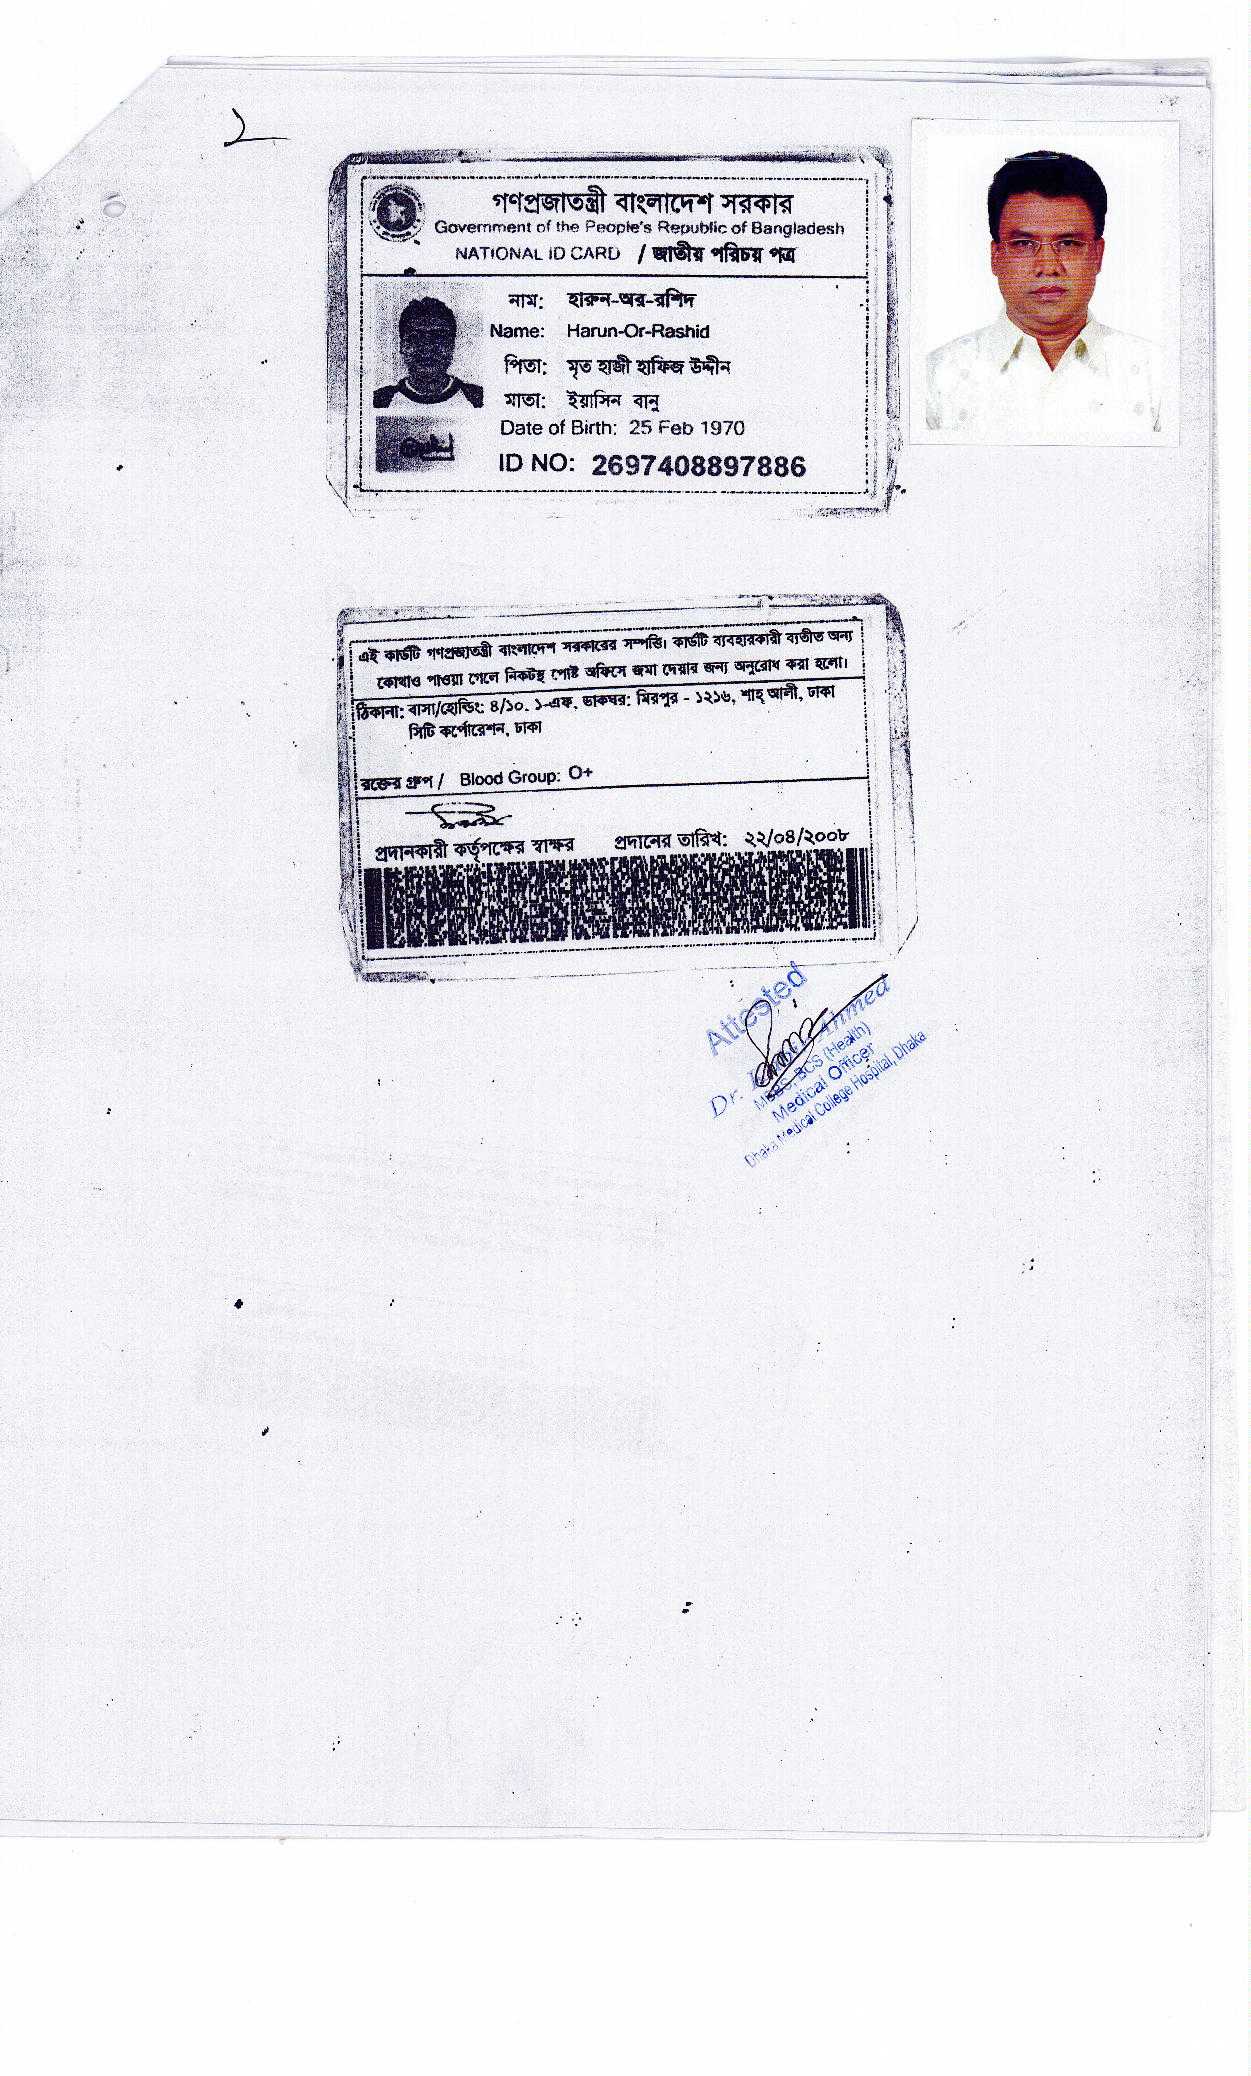 ২
গণপ্রজাতন্ত্রী বাংলাদেশ সরকার
Government of the People's Republic of Bangladesh
NATIONAL ID CARD / জাতীয় পরিচয় পত্র
নাম: হারুন-অর-রশিদ
Name: Harun-Or-Rashid
পিতা: মৃত হাজী হাফিজ উদ্দীন
মাতা: ইয়াসিন বানু
Date of Birth: 25 Feb 1970
ID NO: 2697408897886
এই কার্ডটি গণপ্রজাতন্ত্রী বাংলাদেশ সরকারের সম্পত্তি। কার্ডটি ব্যবহারকারী ব্যতীত অন্য
কোথাও পাওয়া গেলে নিকটস্থ পোষ্ট অফিসে জমা দেয়ার জন্য অনুরোধ করা হলো।
ঠিকানা: বাসা/হোল্ডিং: ৪/১০, ১-এফ, ডাকঘর: মিরপুর - ১২১৬, শাহ্ আলী, ঢাকা
সিটি কর্পোরেশন, ঢাকা
রক্তের গ্রুপ / Blood Group: O+
প্রদানকারী কর্তৃপক্ষের স্বাক্ষর প্রদানের তারিখ: ২২/০৪/২০০৮
Attested
Dr. Ahmed
MBBS, BCS (Health)
Medical Officer
Dhaka Medical College Hospital, Dhaka